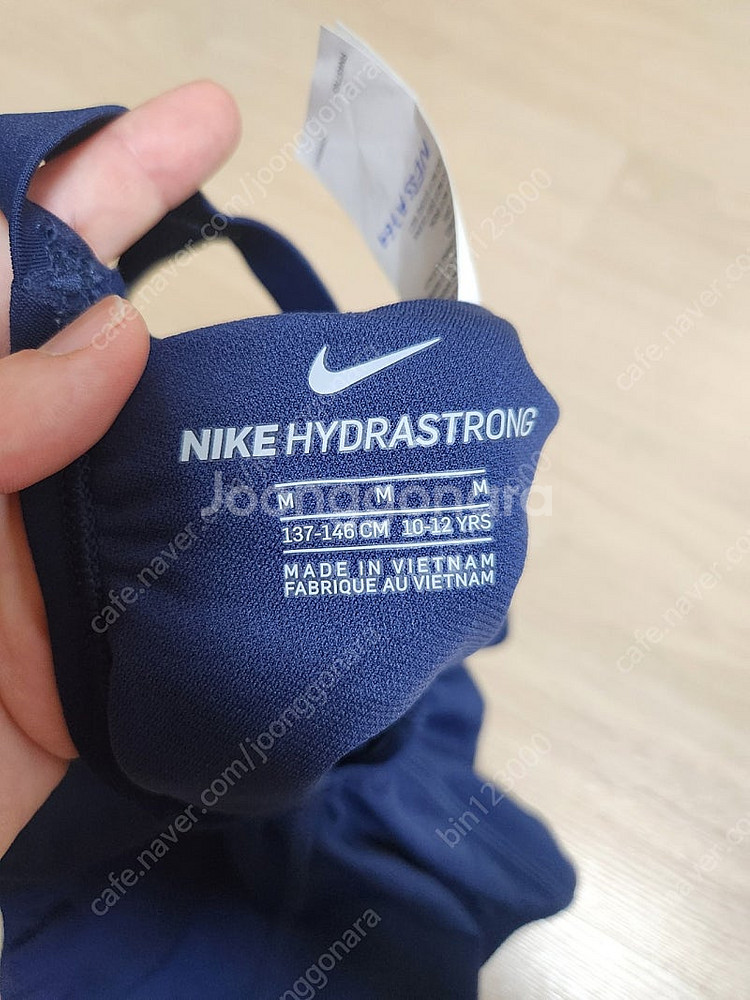 NESSA764
NIKE HYDRASTRONG
M M M
137-146 CM 10-12 YRS
MADE IN VIETNAM
FABRIQUE AU VIETNAM
Joonggonara
cafe.naver.com/joonggonara
bin123000